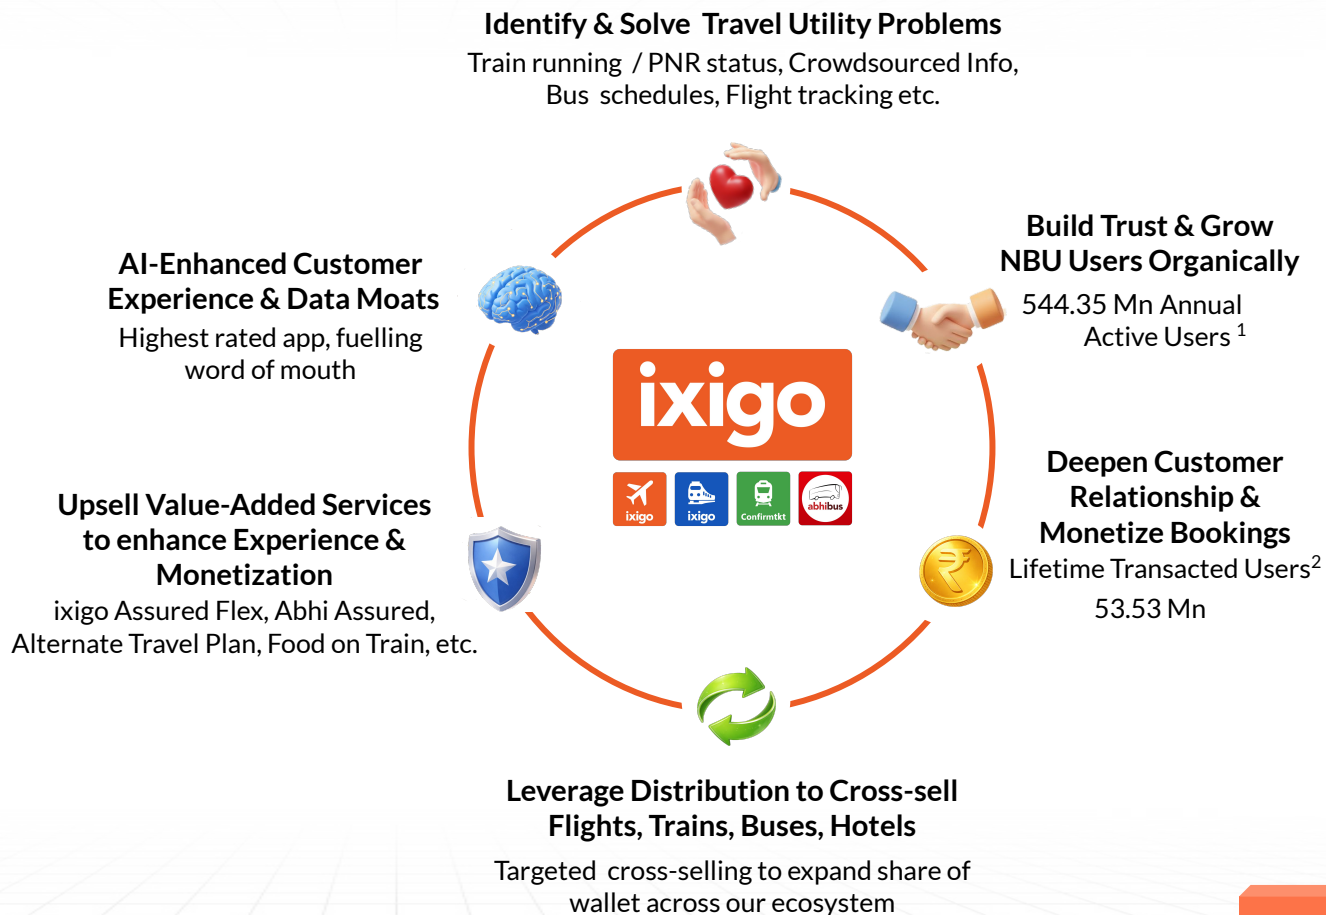 Identify & Solve Travel Utility Problems
Train running / PNR status, Crowdsourced Info,
Bus schedules, Flight tracking etc.
Build Trust & Grow
NBU Users Organically
544.35 Mn Annual
Active Users 1
Deepen Customer
Relationship &
Monetize Bookings
Lifetime Transacted Users2
53.53 Mn
Leverage Distribution to Cross-sell
Flights, Trains, Buses, Hotels
Targeted cross-selling to expand share of
wallet across our ecosystem
Upsell Value-Added Services
to enhance Experience &
Monetization
ixigo Assured Flex, Abhi Assured,
Alternate Travel Plan, Food on Train, etc.
AI-Enhanced Customer
Experience & Data Moats
Highest rated app, fuelling
word of mouth
ixigo
ixigo
ixigo
Confirmtkt
abhibus
₹